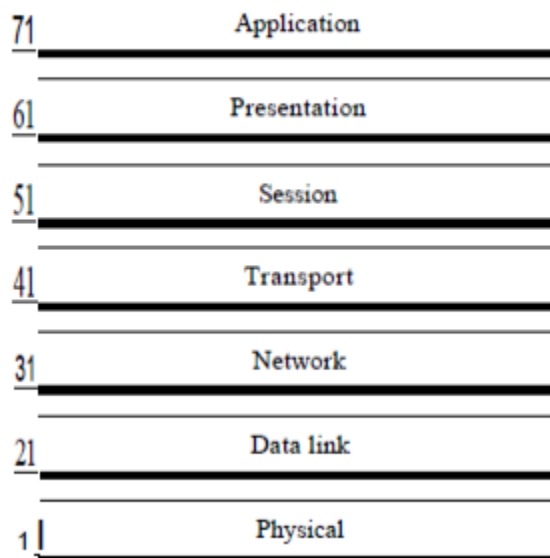 71 Application
61 Presentation
51 Session
41 Transport
31 Network
21 Data link
1 Physical